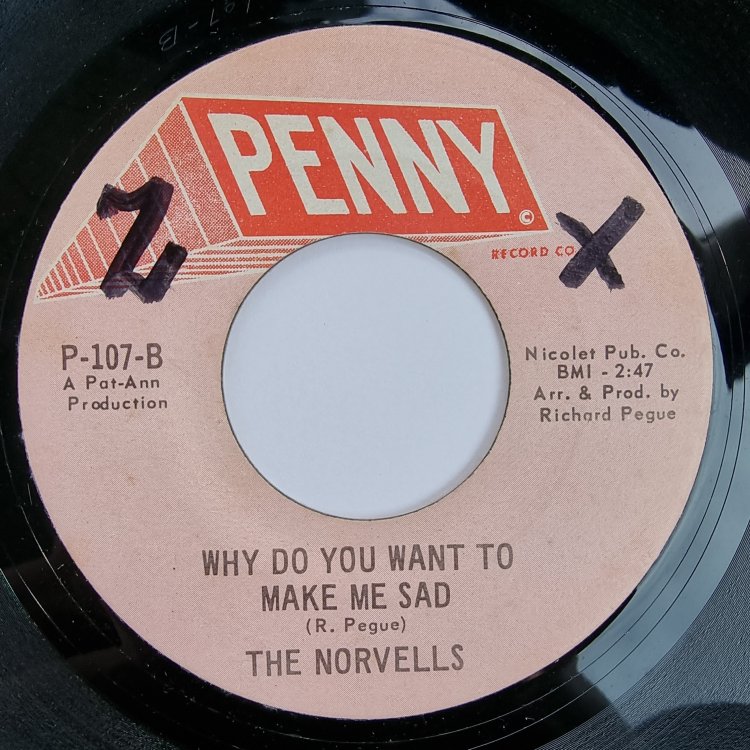 PENNY
©
RECORD CO
Z
X
P-107-B
A Pat-Ann
Production
Nicolet Pub. Co.
BMI - 2:47
Arr. & Prod. by
Richard Pegue
WHY DO YOU WANT TO
MAKE ME SAD
(R. Pegue)
THE NORVELLS